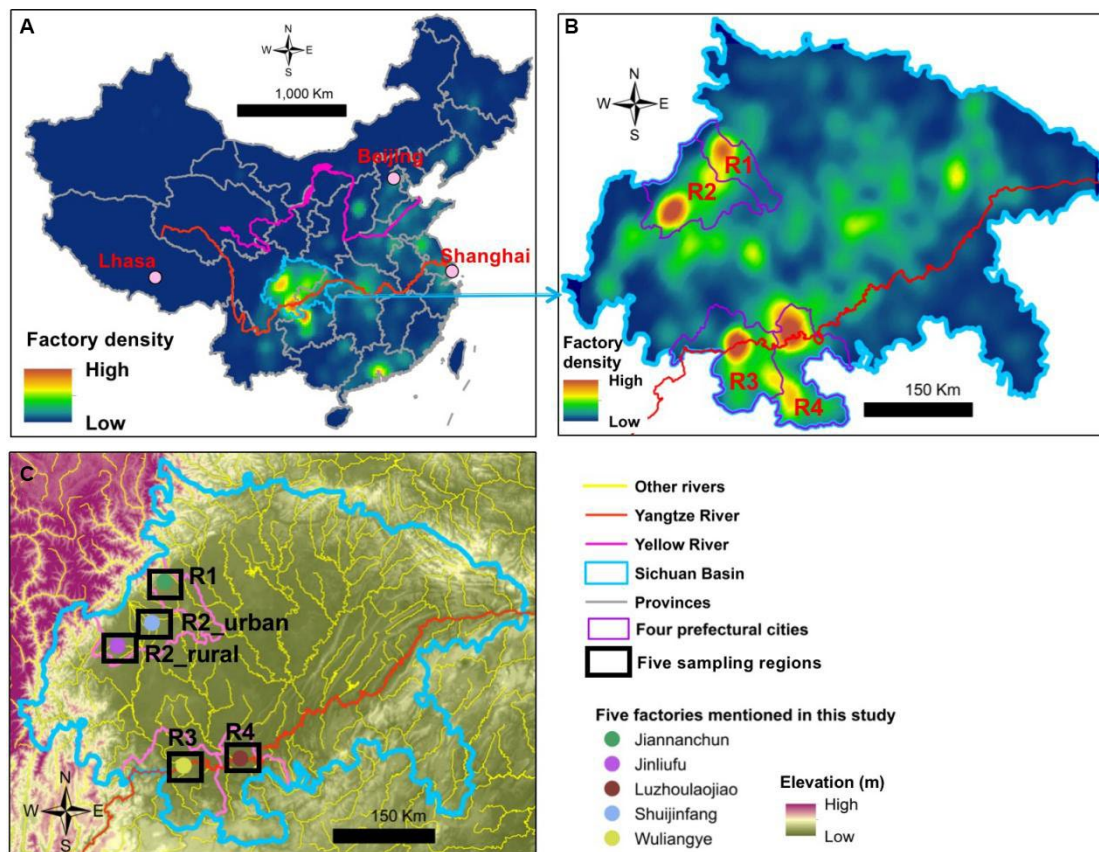 A
N
W E
S
1,000 Km
Beijing
Lhasa
Shanghai
Factory density
High
Low
B
N
W E
S
R1
R2
R3
R4
Factory
density
High
Low
150 Km
C
R1
R2_urban
R2_rural
R3
R4
N
W E
S
150 Km
Other rivers
Yangtze River
Yellow River
Sichuan Basin
Provinces
Four prefectural cities
Five sampling regions
Five factories mentioned in this study
Jiannanchun
Jinliufu
Luzhoulaojiao
Shuijinfang
Wuliangye
Elevation (m)
High
Low